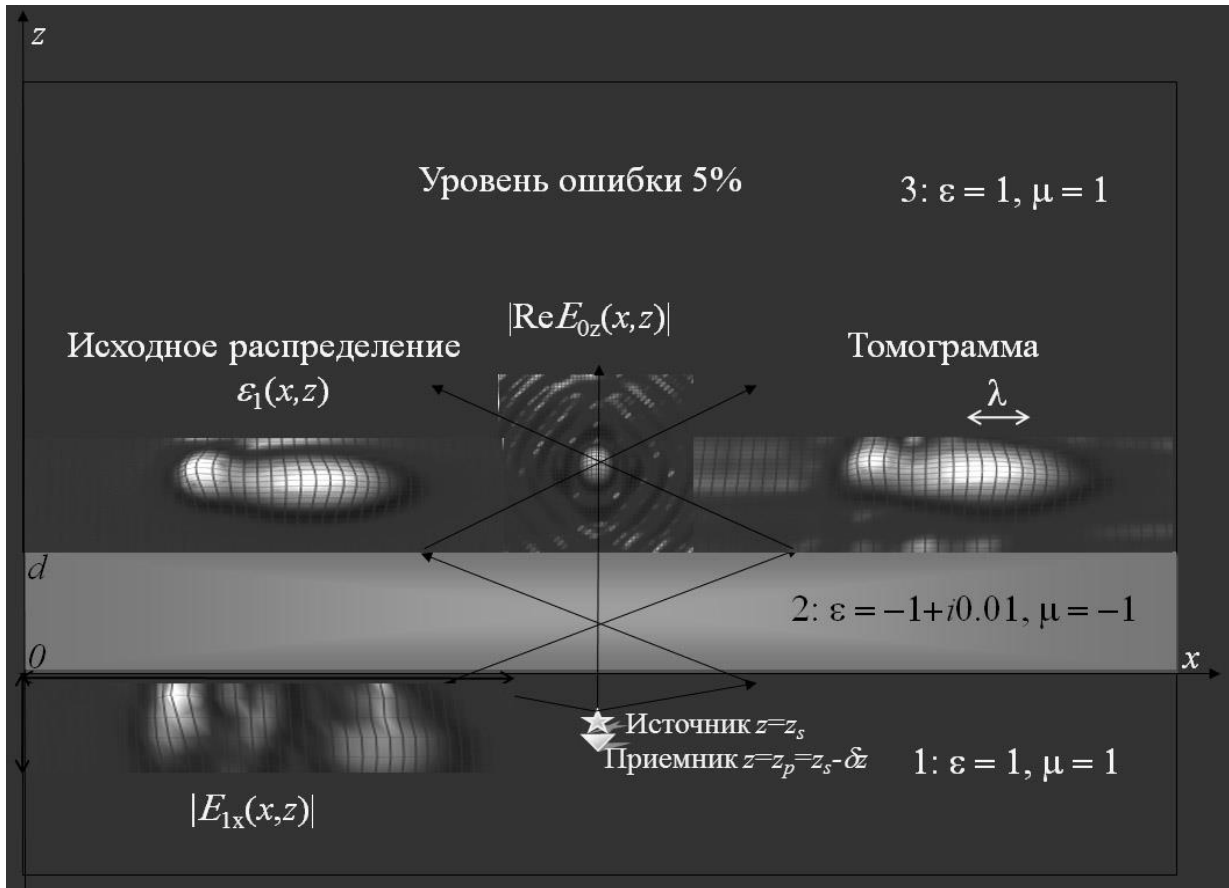 z
Уровень ошибки 5%
3: ε = 1, μ = 1
|ReE₀z(x,z)|
Исходное распределение
ε₁(x,z)
Томограмма
λ
d
2: ε = −1+i0.01, μ = −1
0
x
Источник z=zₛ
Приемник z=zₚ=zₛ-δz
1: ε = 1, μ = 1
|E₁ₓ(x,z)|